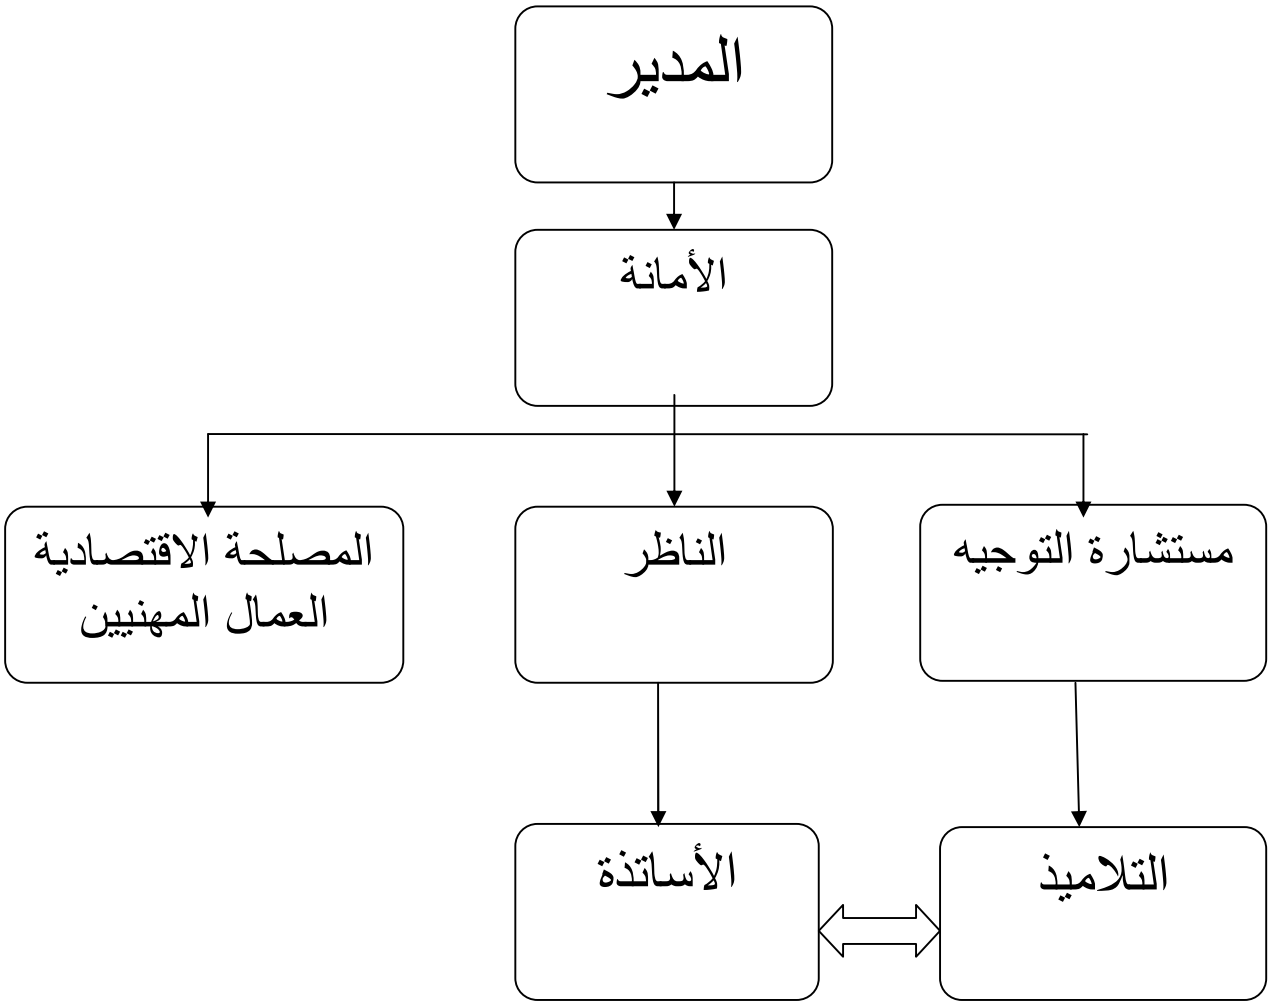 المدير
الأمانة
مستشارة التوجيه
الناظر
المصلحة الاقتصادية
العمال المهنيين
التلاميذ
الأساتذة